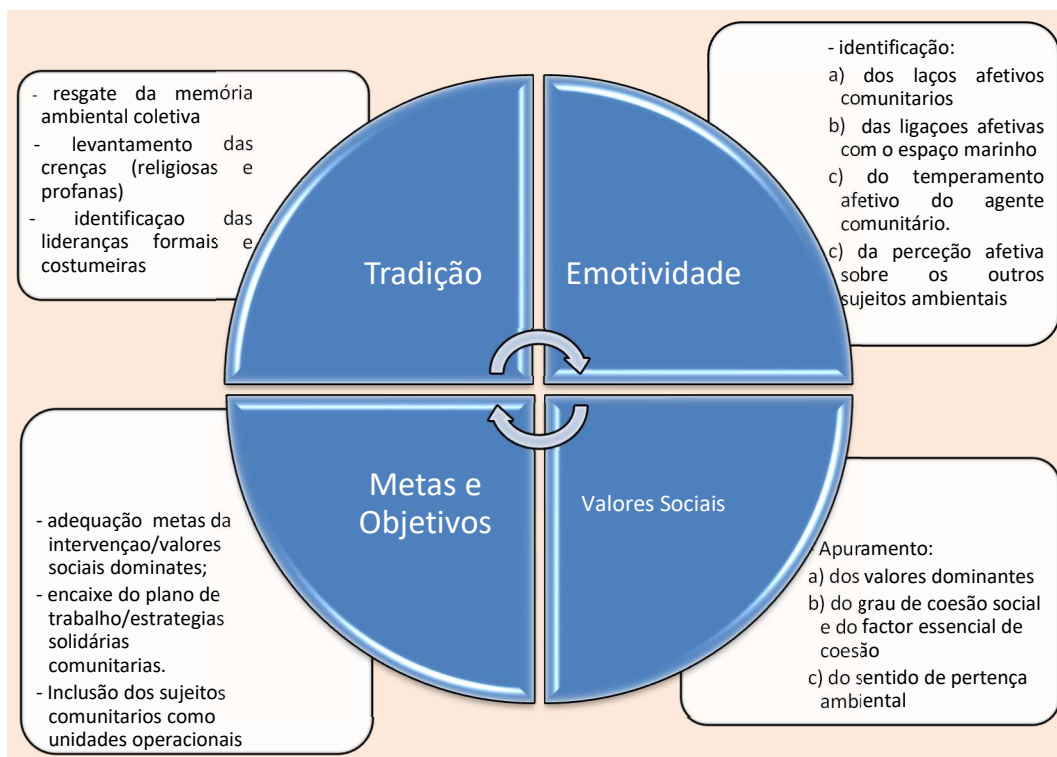 - resgate da memória
ambiental coletiva
- levantamento das
crenças (religiosas e
profanas)
- identificaçao das
lideranças formais e
costumeiras
Tradição
Emotividade
- identificação:
a) dos laços afetivos
comunitarios
b) das ligaçoes afetivas
com o espaço marinho
c) do temperamento
afetivo do agente
comunitário.
c) da perceção afetiva
sobre os outros
sujeitos ambientais
Metas e
Objetivos
Valores Sociais
- adequação metas da
intervençao/valores
sociais dominates;
- encaixe do plano de
trabalho/estrategias
solidárias
comunitarias.
- Inclusão dos sujeitos
comunitarios como
unidades operacionais
- Apuramento:
a) dos valores dominantes
b) do grau de coesão social
e do factor essencial de
coesão
c) do sentido de pertença
ambiental